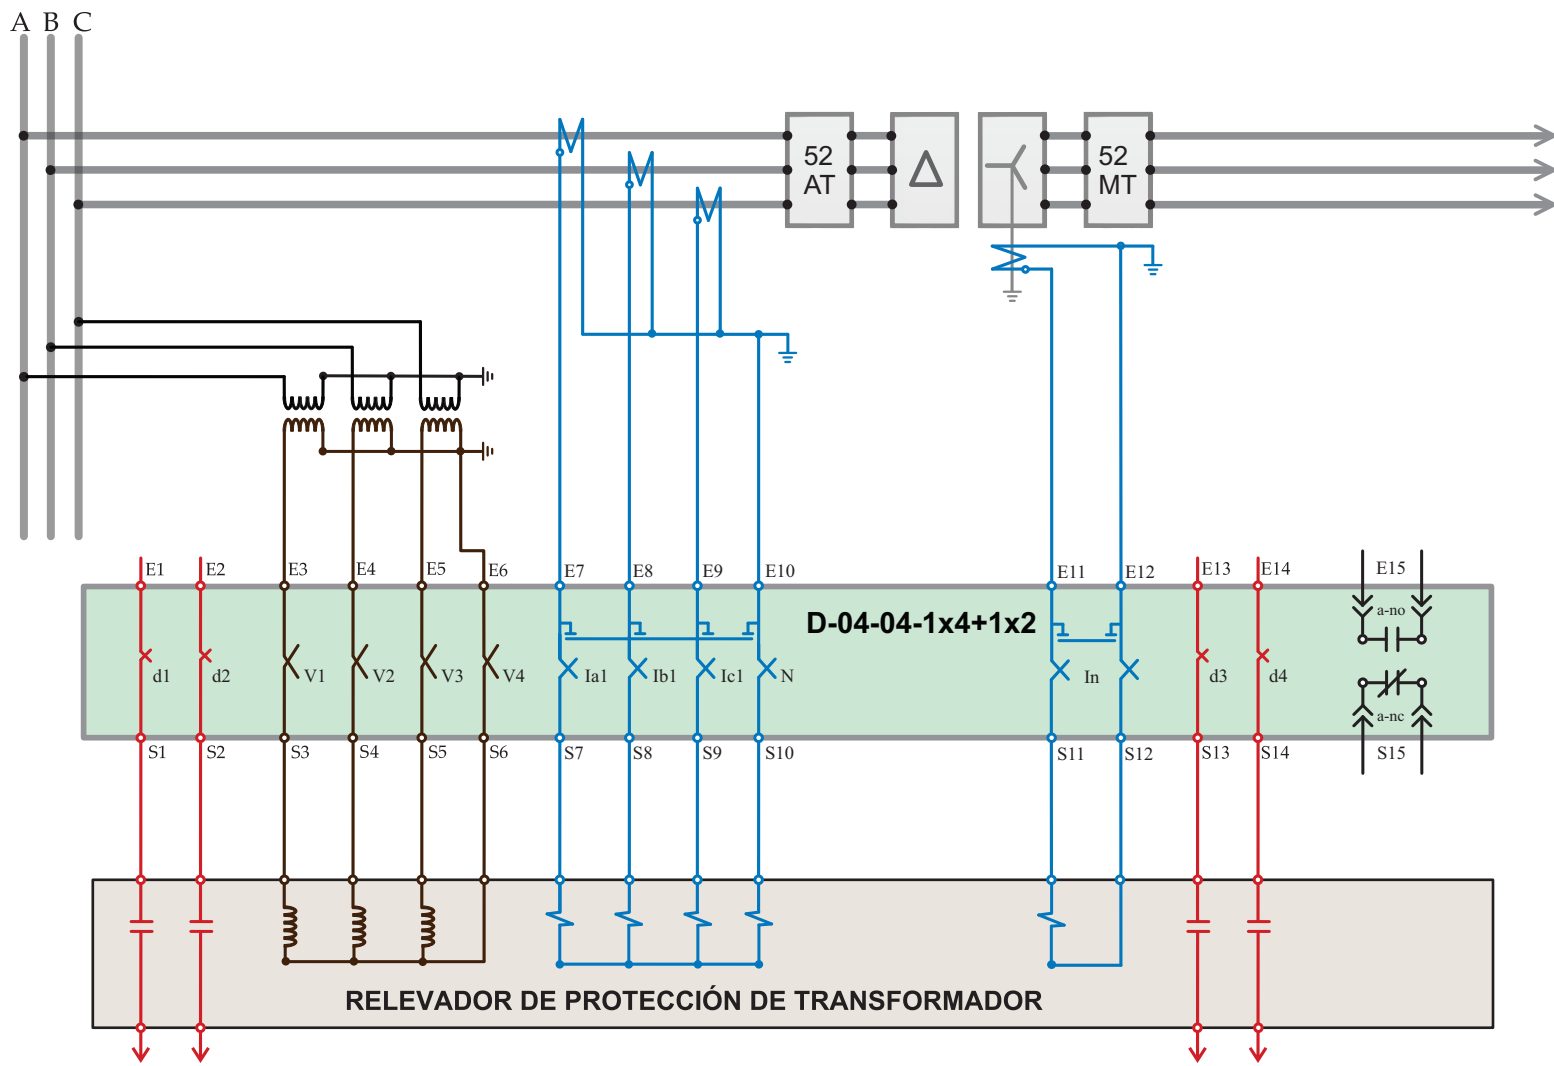 A B C
52 AT
52 MT
E1 E2 E3 E4 E5 E6 E7 E8 E9 E10 E11 E12 E13 E14 E15
a-no
D-04-04-1x4+1x2
d1 d2 V1 V2 V3 V4 Ia1 Ib1 Ic1 N In d3 d4
a-nc
S1 S2 S3 S4 S5 S6 S7 S8 S9 S10 S11 S12 S13 S14 S15
RELEVADOR DE PROTECCIÓN DE TRANSFORMADOR